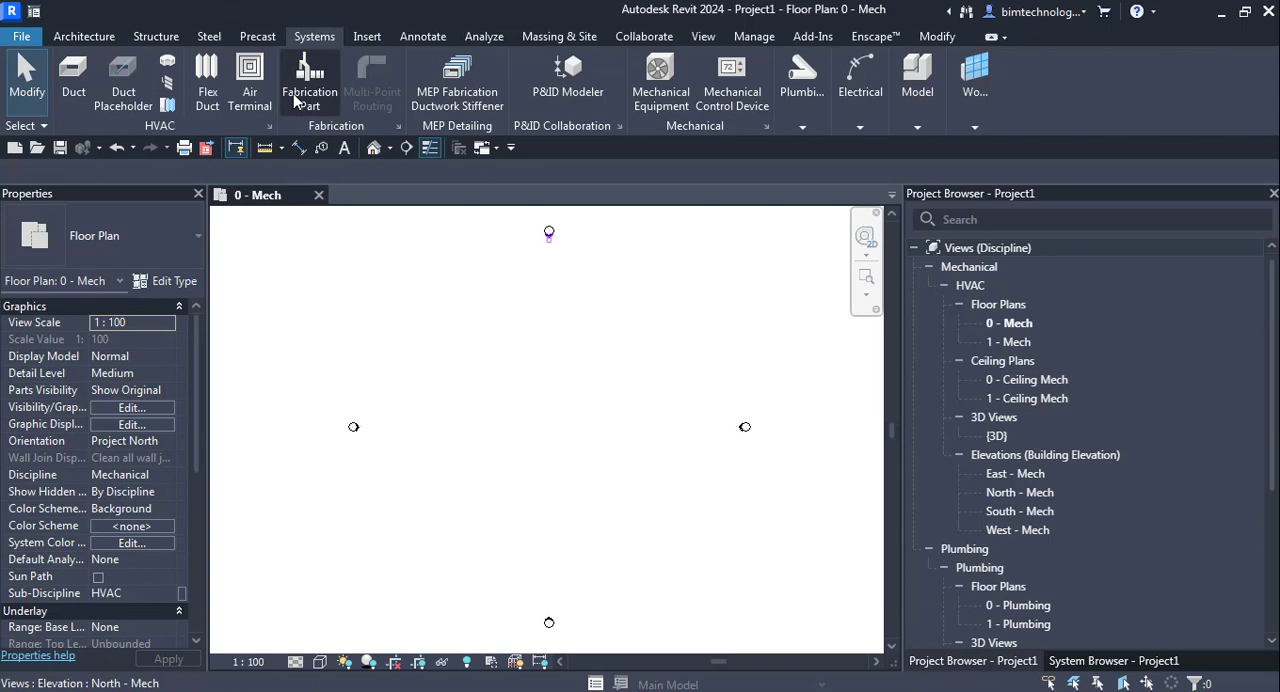 R Autodesk Revit 2024 - Project1 - Floor Plan: 0 - Mech bimtechnolog...
File Architecture Structure Steel Precast Systems Insert Annotate Analyze Massing & Site Collaborate View Manage Add-Ins Enscape™ Modify
Modify Duct Duct Placeholder Flex Duct Air Terminal Fabrication Part Multi-Point Routing MEP Fabrication Ductwork Stiffener P&ID Modeler Mechanical Equipment Mechanical Control Device Plumbi... Electrical Model Wo...
Select HVAC Fabrication MEP Detailing P&ID Collaboration Mechanical
Properties
Floor Plan
Floor Plan: 0 - Mech Edit Type
Graphics
View Scale 1 : 100
Scale Value 1: 100
Display Model Normal
Detail Level Medium
Parts Visibility Show Original
Visibility/Grap... Edit...
Graphic Displ... Edit...
Orientation Project North
Wall Join Disp... Clean all wall j...
Discipline Mechanical
Show Hidden ... By Discipline
Color Scheme... Background
Color Scheme <none>
System Color ... Edit...
Default Analy... None
Sun Path
Sub-Discipline HVAC
Underlay
Range: Base L... None
Range: Top Le... Unbounded
Properties help Apply
0 - Mech
2D
1 : 100
Project Browser - Project1
Search
Views (Discipline)
Mechanical
HVAC
Floor Plans
0 - Mech
1 - Mech
Ceiling Plans
0 - Ceiling Mech
1 - Ceiling Mech
3D Views
{3D}
Elevations (Building Elevation)
East - Mech
North - Mech
South - Mech
West - Mech
Plumbing
Plumbing
Floor Plans
0 - Plumbing
1 - Plumbing
3D Views
Project Browser - Project1 System Browser - Project1
Views : Elevation : North - Mech Main Model :0